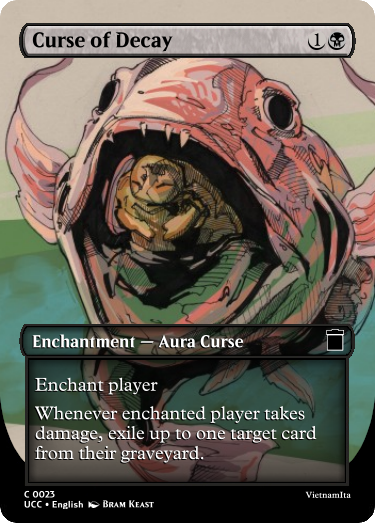 Curse of Decay 1
Enchantment — Aura Curse
Enchant player
Whenever enchanted player takes
damage, exile up to one target card
from their graveyard.
C 0023
VietnamIta
UCC • English Bram Keast